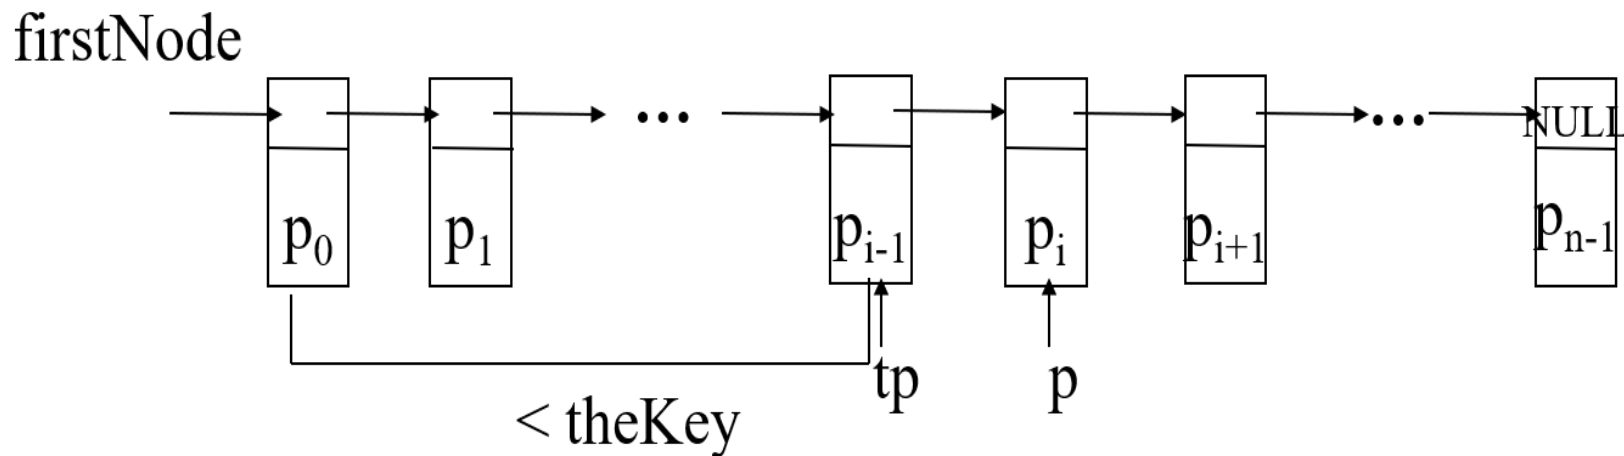 firstNode
... ... NULL
p₀ p₁ pᵢ₋₁ pᵢ pᵢ₊₁ pₙ₋₁
tp p
< theKey